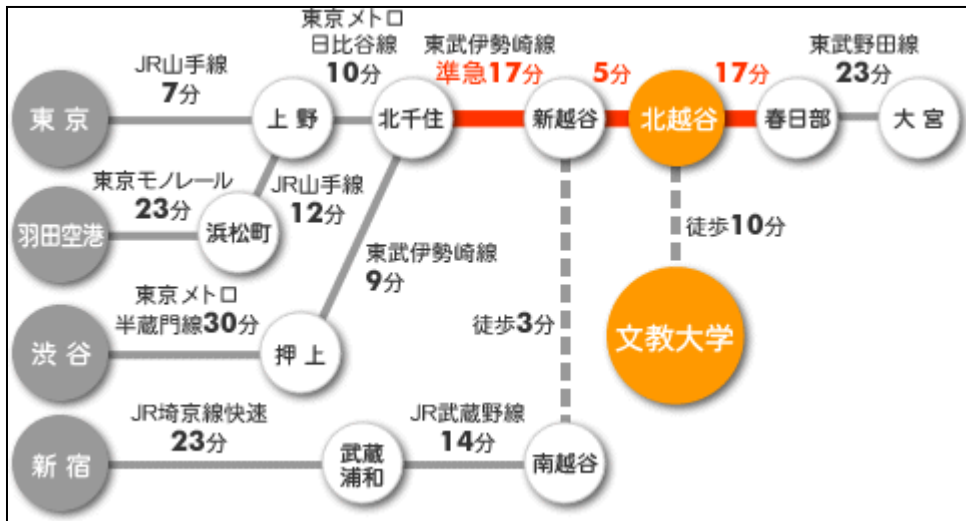 東京メトロ
日比谷線
10分
東武伊勢崎線
準急17分
5分
17分
東武野田線
23分
JR山手線
7分
東京
上野
北千住
新越谷
北越谷
春日部
大宮
東京モノレール
23分
JR山手線
12分
羽田空港
浜松町
東武伊勢崎線
9分
徒歩10分
東京メトロ
半蔵門線30分
渋谷
押上
徒歩3分
文教大学
JR埼京線快速
23分
JR武蔵野線
14分
新宿
武蔵
浦和
南越谷